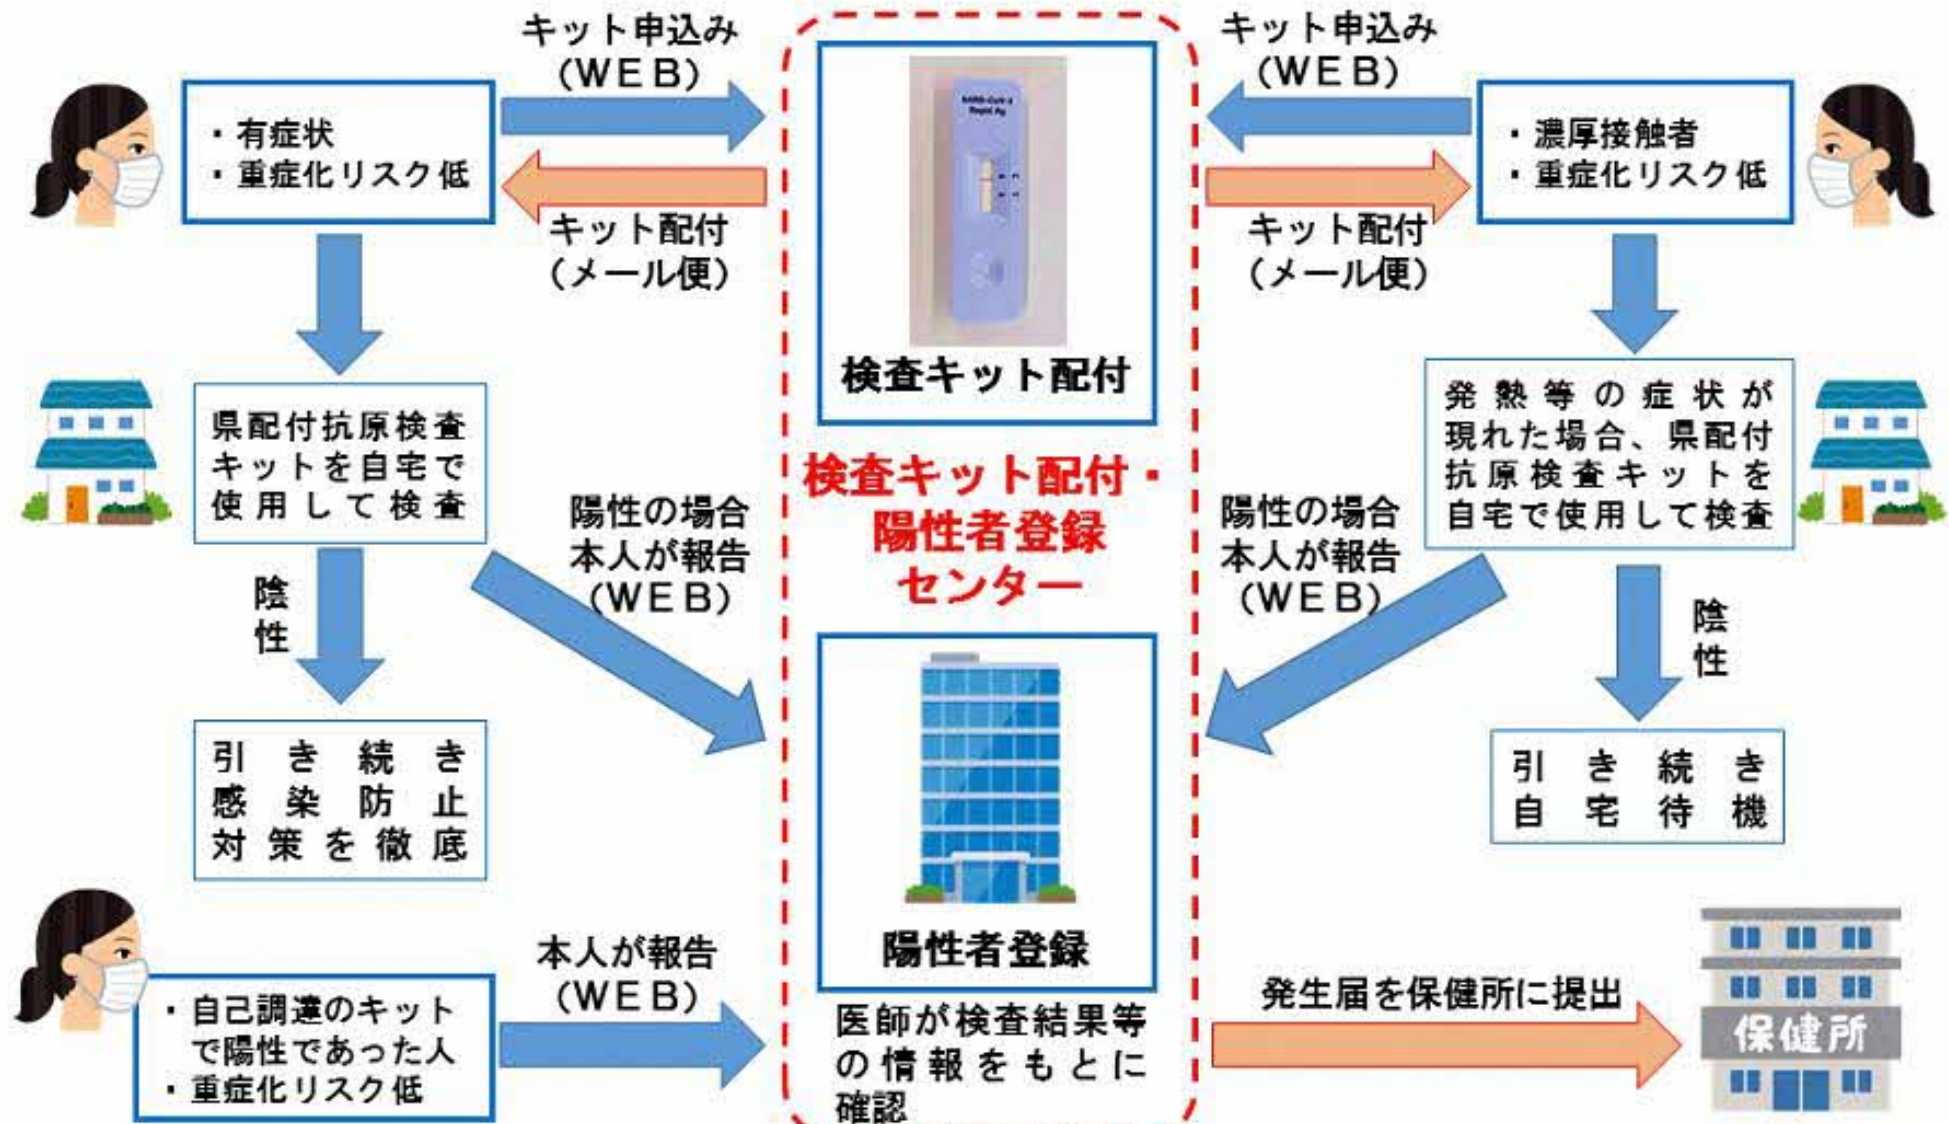 キット申込み
（ＷＥＢ）
・有症状
・重症化リスク低
キット配付
（メール便）
県配付抗原検査
キットを自宅で
使用して検査
陰
性
陽性の場合
本人が報告
（ＷＥＢ）
引き続き
感染防止
対策を徹底
SARS-CoV-2
Rapid Ag
検査キット配付
検査キット配付・
陽性者登録
センター
陽性者登録
医師が検査結果等
の情報をもとに
確認
キット申込み
（ＷＥＢ）
・濃厚接触者
・重症化リスク低
キット配付
（メール便）
発熱等の症状が
現れた場合、県配付
抗原検査キットを
自宅で使用して検査
陽性の場合
本人が報告
（ＷＥＢ）
陰
性
引き続き
自宅待機
・自己調達のキット
で陽性であった人
・重症化リスク低
本人が報告
（ＷＥＢ）
発生届を保健所に提出
保健所